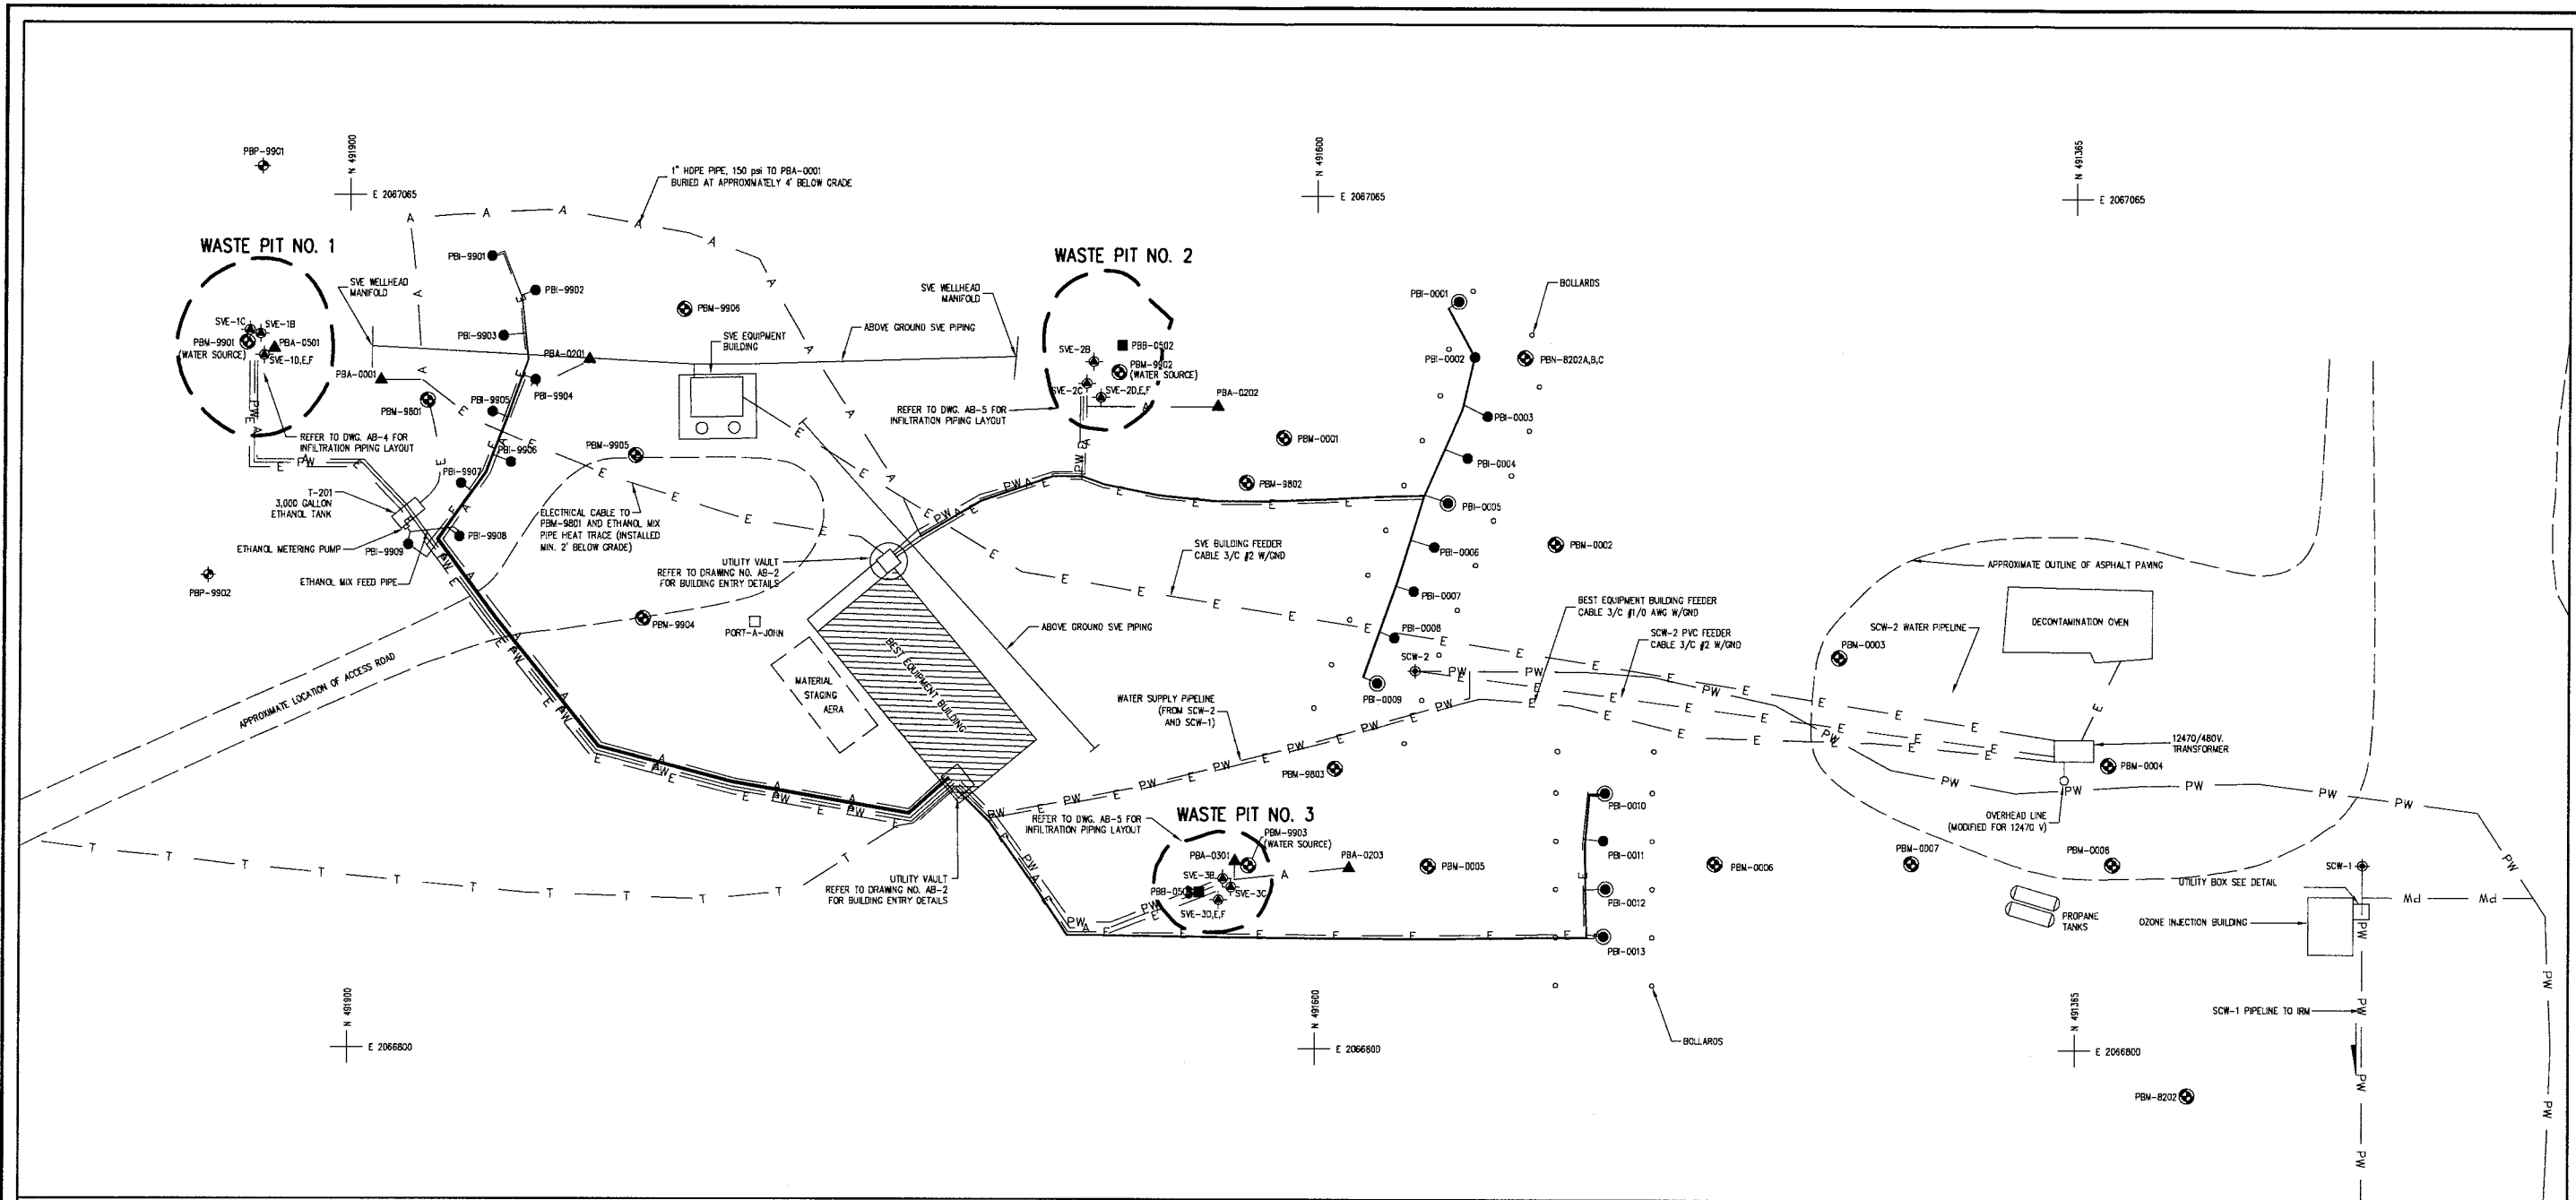 PBP-9901
N 491900
E 2067065
1" HDPE PIPE, 150 psi TO PBA-0001
BURIED AT APPROXIMATELY 4' BELOW GRADE
N 491600
E 2067065
N 491365
E 2067065
WASTE PIT NO. 1
SVE WELLHEAD
MANIFOLD
PBI-9901
PBI-9902
PBI-9903
PBM-9906
SVE EQUIPMENT
BUILDING
ABOVE GROUND SVE PIPING
SVE WELLHEAD
MANIFOLD
WASTE PIT NO. 2
PBI-0001
BOLLARDS
SVE-1C
SVE-1B
PBM-9901
(WATER SOURCE)
PBA-0501
SVE-1D,E,F
PBA-0001
PBA-0201
PBI-9904
PBI-9905
PBM-9801
PBI-9906
PBI-9907
PBM-9905
SVE-2B
PBB-0502
PBM-9902
(WATER SOURCE)
SVE-2C
SVE-2D,E,F
PBA-0202
REFER TO DWG. AB-5 FOR
INFILTRATION PIPING LAYOUT
PBI-0002
PBN-8202A,B,C
PBI-0003
PBM-0001
PBI-0004
PBM-9802
PBI-0005
REFER TO DWG. AB-4 FOR
INFILTRATION PIPING LAYOUT
T-201
3,000 GALLON
ETHANOL TANK
ETHANOL METERING PUMP
PBI-9909
PBI-9908
ETHANOL MIX FEED PIPE
PBP-9902
ELECTRICAL CABLE TO
PBM-9801 AND ETHANOL MIX
PIPE HEAT TRACE (INSTALLED
MIN. 2' BELOW GRADE)
UTILITY VAULT
REFER TO DRAWING NO. AB-2
FOR BUILDING ENTRY DETAILS
SVE BUILDING FEEDER
CABLE 3/C #2 W/GND
PBI-0006
PBM-0002
PBI-0007
PBI-0008
SCW-2
PBI-0009
APPROXIMATE OUTLINE OF ASPHALT PAVING
BEST EQUIPMENT BUILDING FEEDER
CABLE 3/C #1/0 AWG W/GND
SCW-2 PVC FEEDER
CABLE 3/C #2 W/GND
SCW-2 WATER PIPELINE
DECONTAMINATION OVEN
PBM-0003
PBM-9904
PORT-A-JOHN
ABOVE GROUND SVE PIPING
APPROXIMATE LOCATION OF ACCESS ROAD
MATERIAL
STAGING
AERA
BEST EQUIPMENT BUILDING
WATER SUPPLY PIPELINE
(FROM SCW-2
AND SCW-1)
PBM-9803
12470/480V.
TRANSFORMER
PBM-0004
OVERHEAD LINE
(MODIFIED FOR 12470 V)
WASTE PIT NO. 3
REFER TO DWG. AB-5 FOR
INFILTRATION PIPING LAYOUT
PBM-9903
(WATER SOURCE)
PBA-0301
PBA-0203
SVE-3B
SVE-3C
SVE-3D,E,F
PBM-0005
PBI-0010
PBI-0011
PBI-0012
PBI-0013
PBM-0006
PBM-0007
PBM-0008
UTILITY VAULT
REFER TO DRAWING NO. AB-2
FOR BUILDING ENTRY DETAILS
SCW-1
UTILITY BOX SEE DETAIL
PROPANE
TANKS
OZONE INJECTION BUILDING
SCW-1 PIPELINE TO IRM
N 491900
E 2066800
N 491600
E 2066800
BOLLARDS
N 491365
E 2066800
PBM-8202